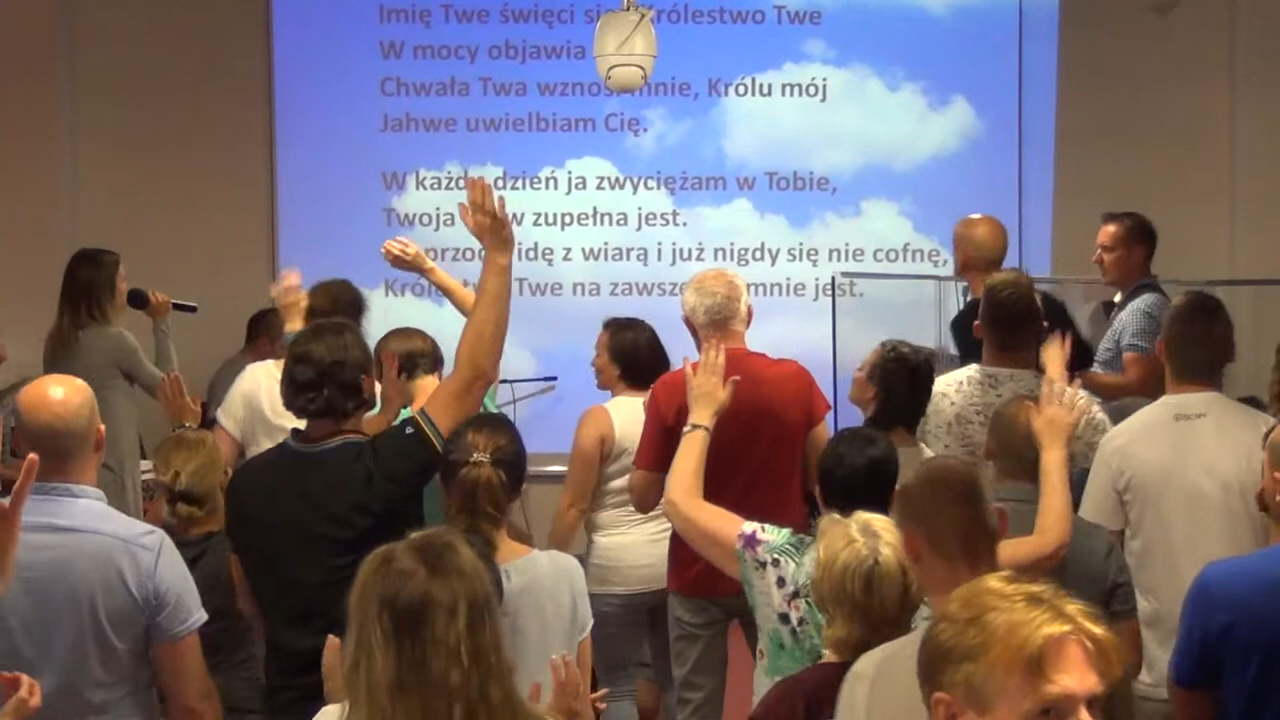 Imię Twe święci się Królestwo Twe
W mocy objawia
Chwała Twa wznosi mnie, Królu mój
Jahwe uwielbiam Cię.
W każdy dzień ja zwyciężam w Tobie,
Twoja zupełna jest.
idę z wiarą i już nigdy się nie cofnę,
Twe na zawsze mnie jest.